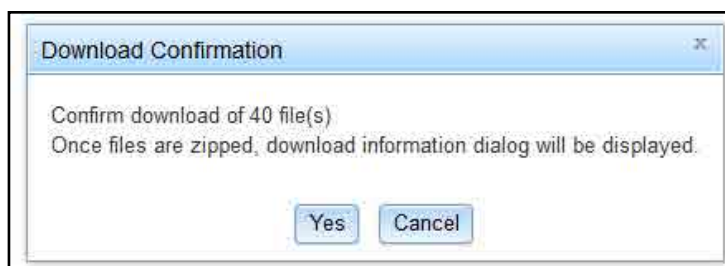 Download Confirmation x
Confirm download of 40 file(s)
Once files are zipped, download information dialog will be displayed.
Yes Cancel